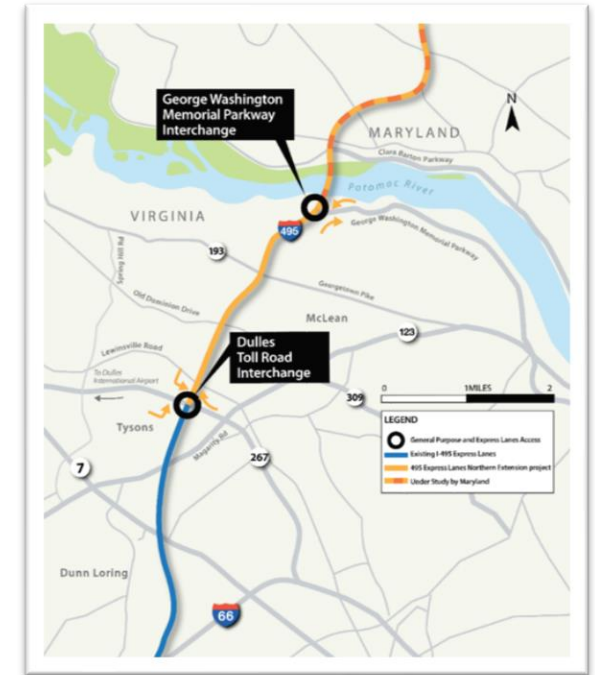 George Washington
Memorial Parkway
Interchange
N
MARYLAND
Clara Barton Parkway
Potomac River
VIRGINIA
495
George Washington Memorial Parkway
193
Spring Hill Rd
Georgetown Pike
Old Dominion Drive
McLean
123
Dulles
Toll Road
Interchange
Lewinsville Road
To Dulles
International Airport
0 1MILES 2
309
LEGEND
General Purpose and Express Lanes Access
Existing I-495 Express Lanes
495 Express Lanes Northern Extension project
Under Study by Maryland
Tysons
Magarity Rd
267
7
Dunn Loring
66